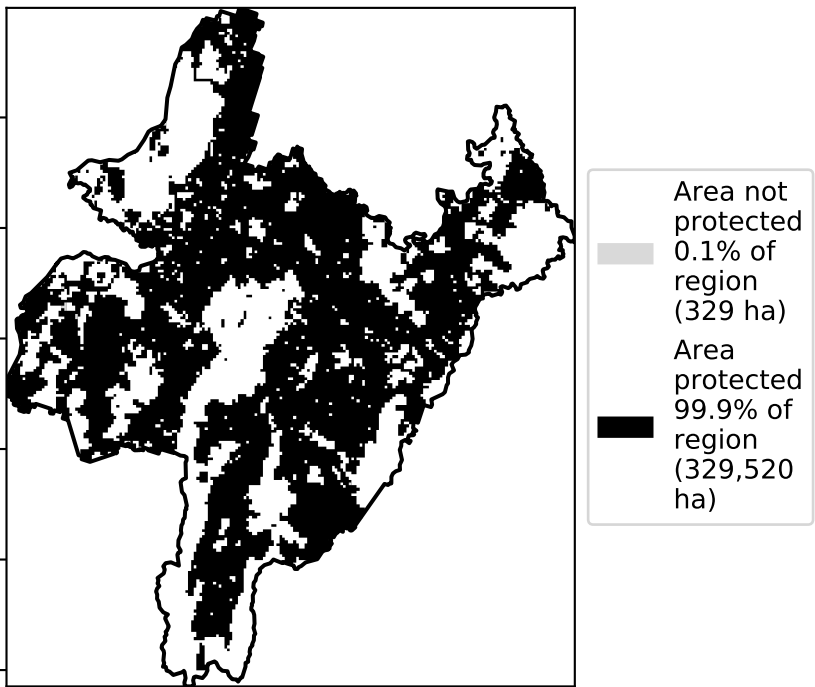 Area not
protected
0.1% of
region
(329 ha)
Area
protected
99.9% of
region
(329,520
ha)